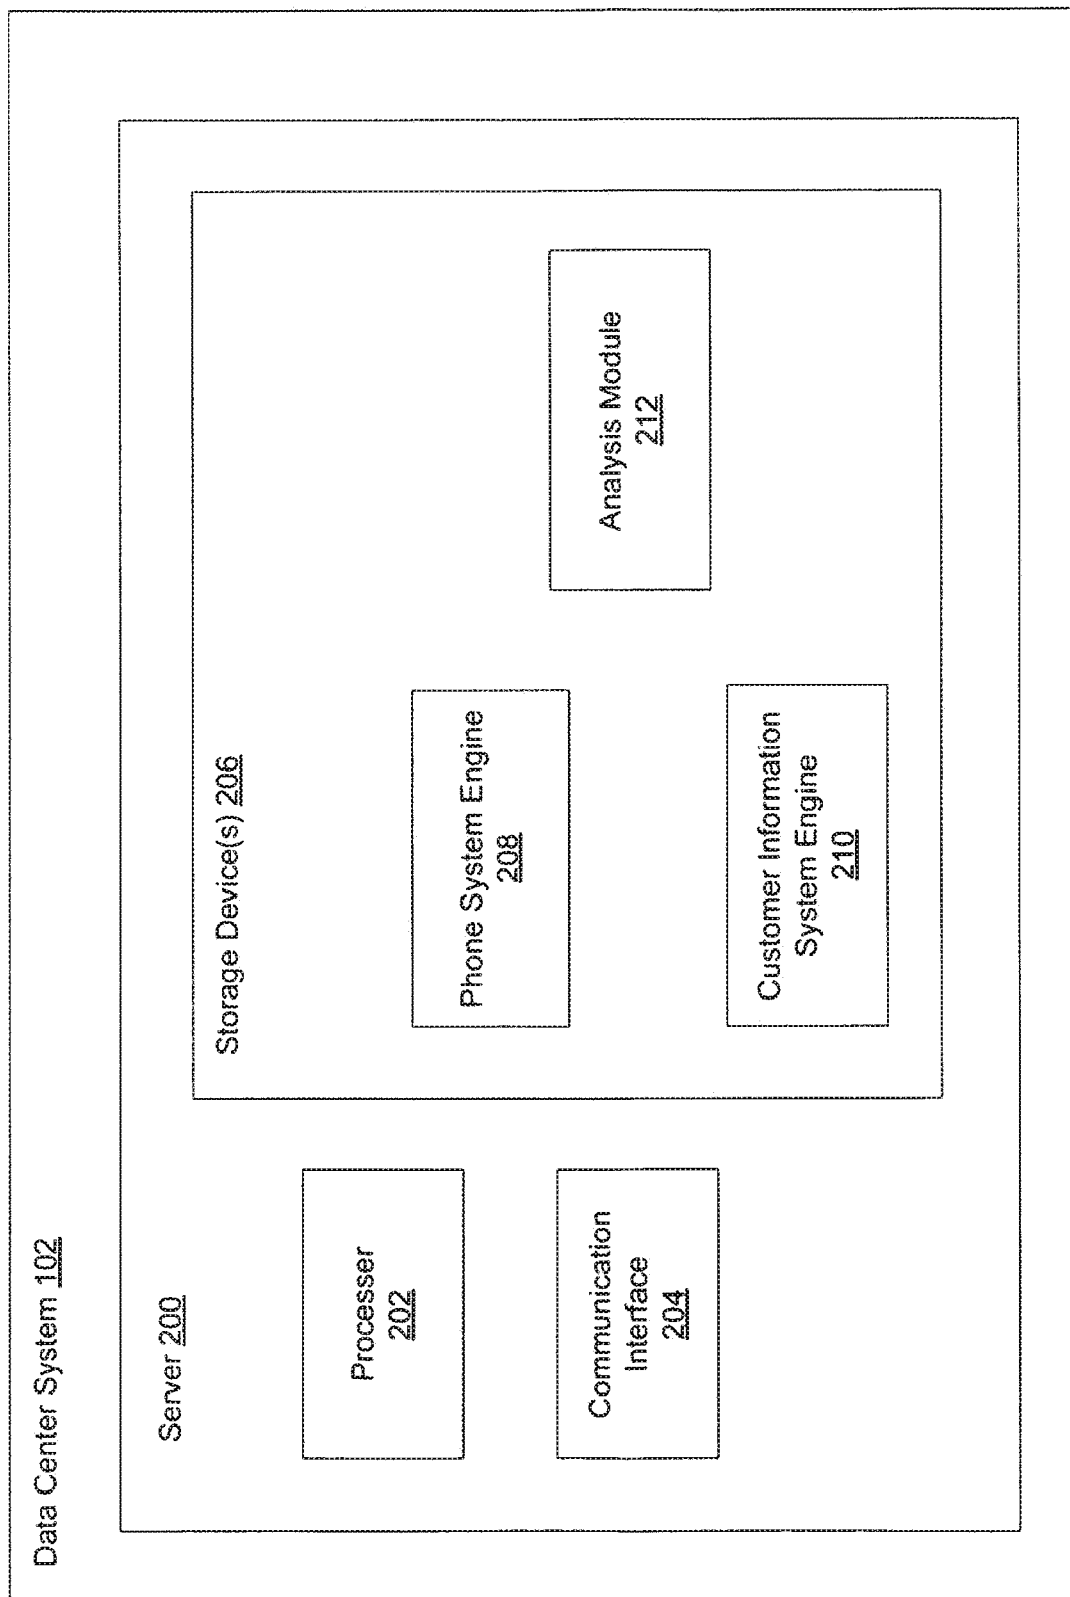 Data Center System 102
Server 200
Processer
202
Communication
Interface
204
Storage Device(s) 206
Phone System Engine
208
Customer Information
System Engine
210
Analysis Module
212